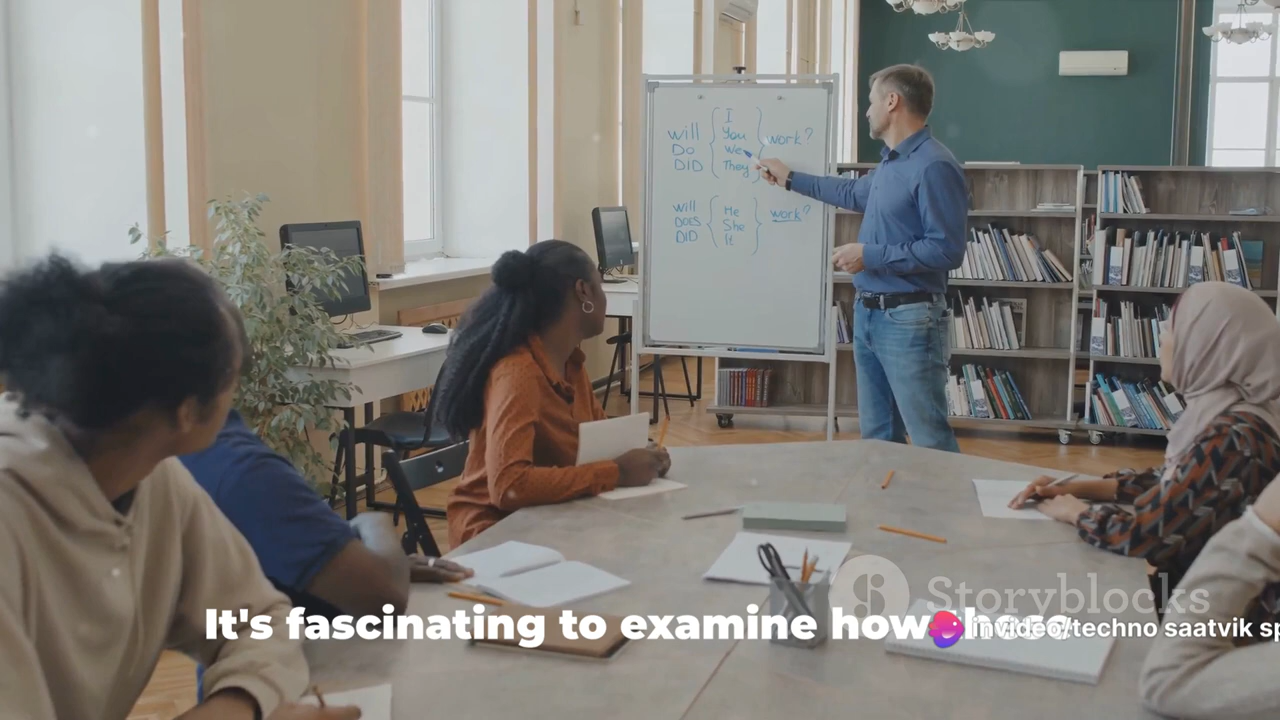 will
Do
DID
I
You
We
They
work?
will
DOES
DID
He
She
It
work?
Storyblocks
It's fascinating to examine how
invideo/techno saatvik sp